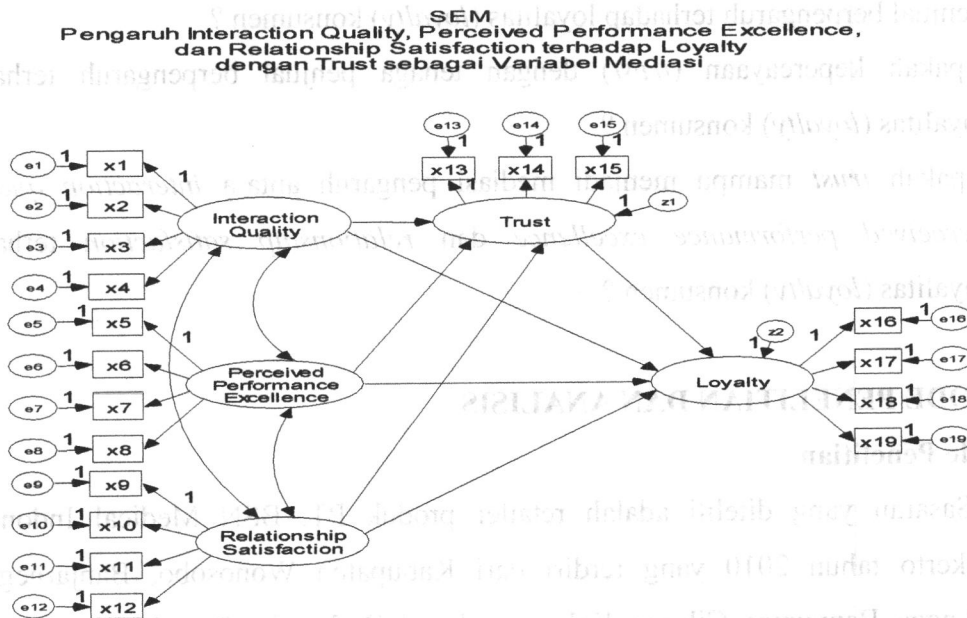 SEM
Pengaruh Interaction Quality, Perceived Performance Excellence,
dan Relationship Satisfaction terhadap Loyalty
dengan Trust sebagai Variabel Mediasi
e13 e14 e15
1 1 1
x13 x14 x15
e1 1 x1 1
e2 1 x2
e3 1 x3
e4 1 x4
Interaction
Quality
Trust
1 z1
e5 1 x5 1
e6 1 x6
e7 1 x7
e8 1 x8
Perceived
Performance
Excellence
z2
1
Loyalty
1 x16 1 e16
x17 1 e17
x18 1 e18
x19 1 e19
e9 1 x9 1
e10 1 x10
e11 1 x11
e12 1 x12
Relationship
Satisfaction